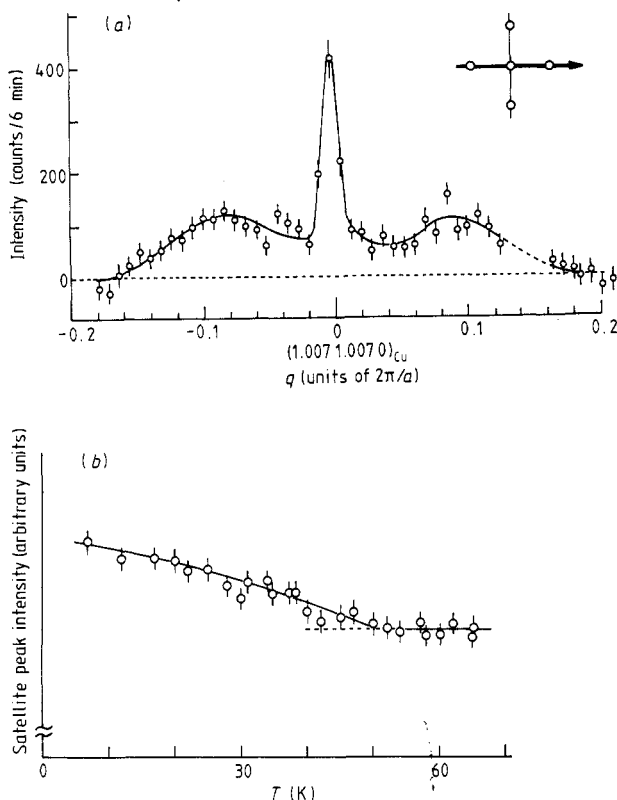 (a)
Intensity (counts/6 min)
400
200
0
-0.2
-0.1
0
0.1
0.2
(1.007 1.007 0)Cu
q (units of 2π/a)
(b)
Satellite peak intensity (arbitrary units)
0
30
60
T (K)